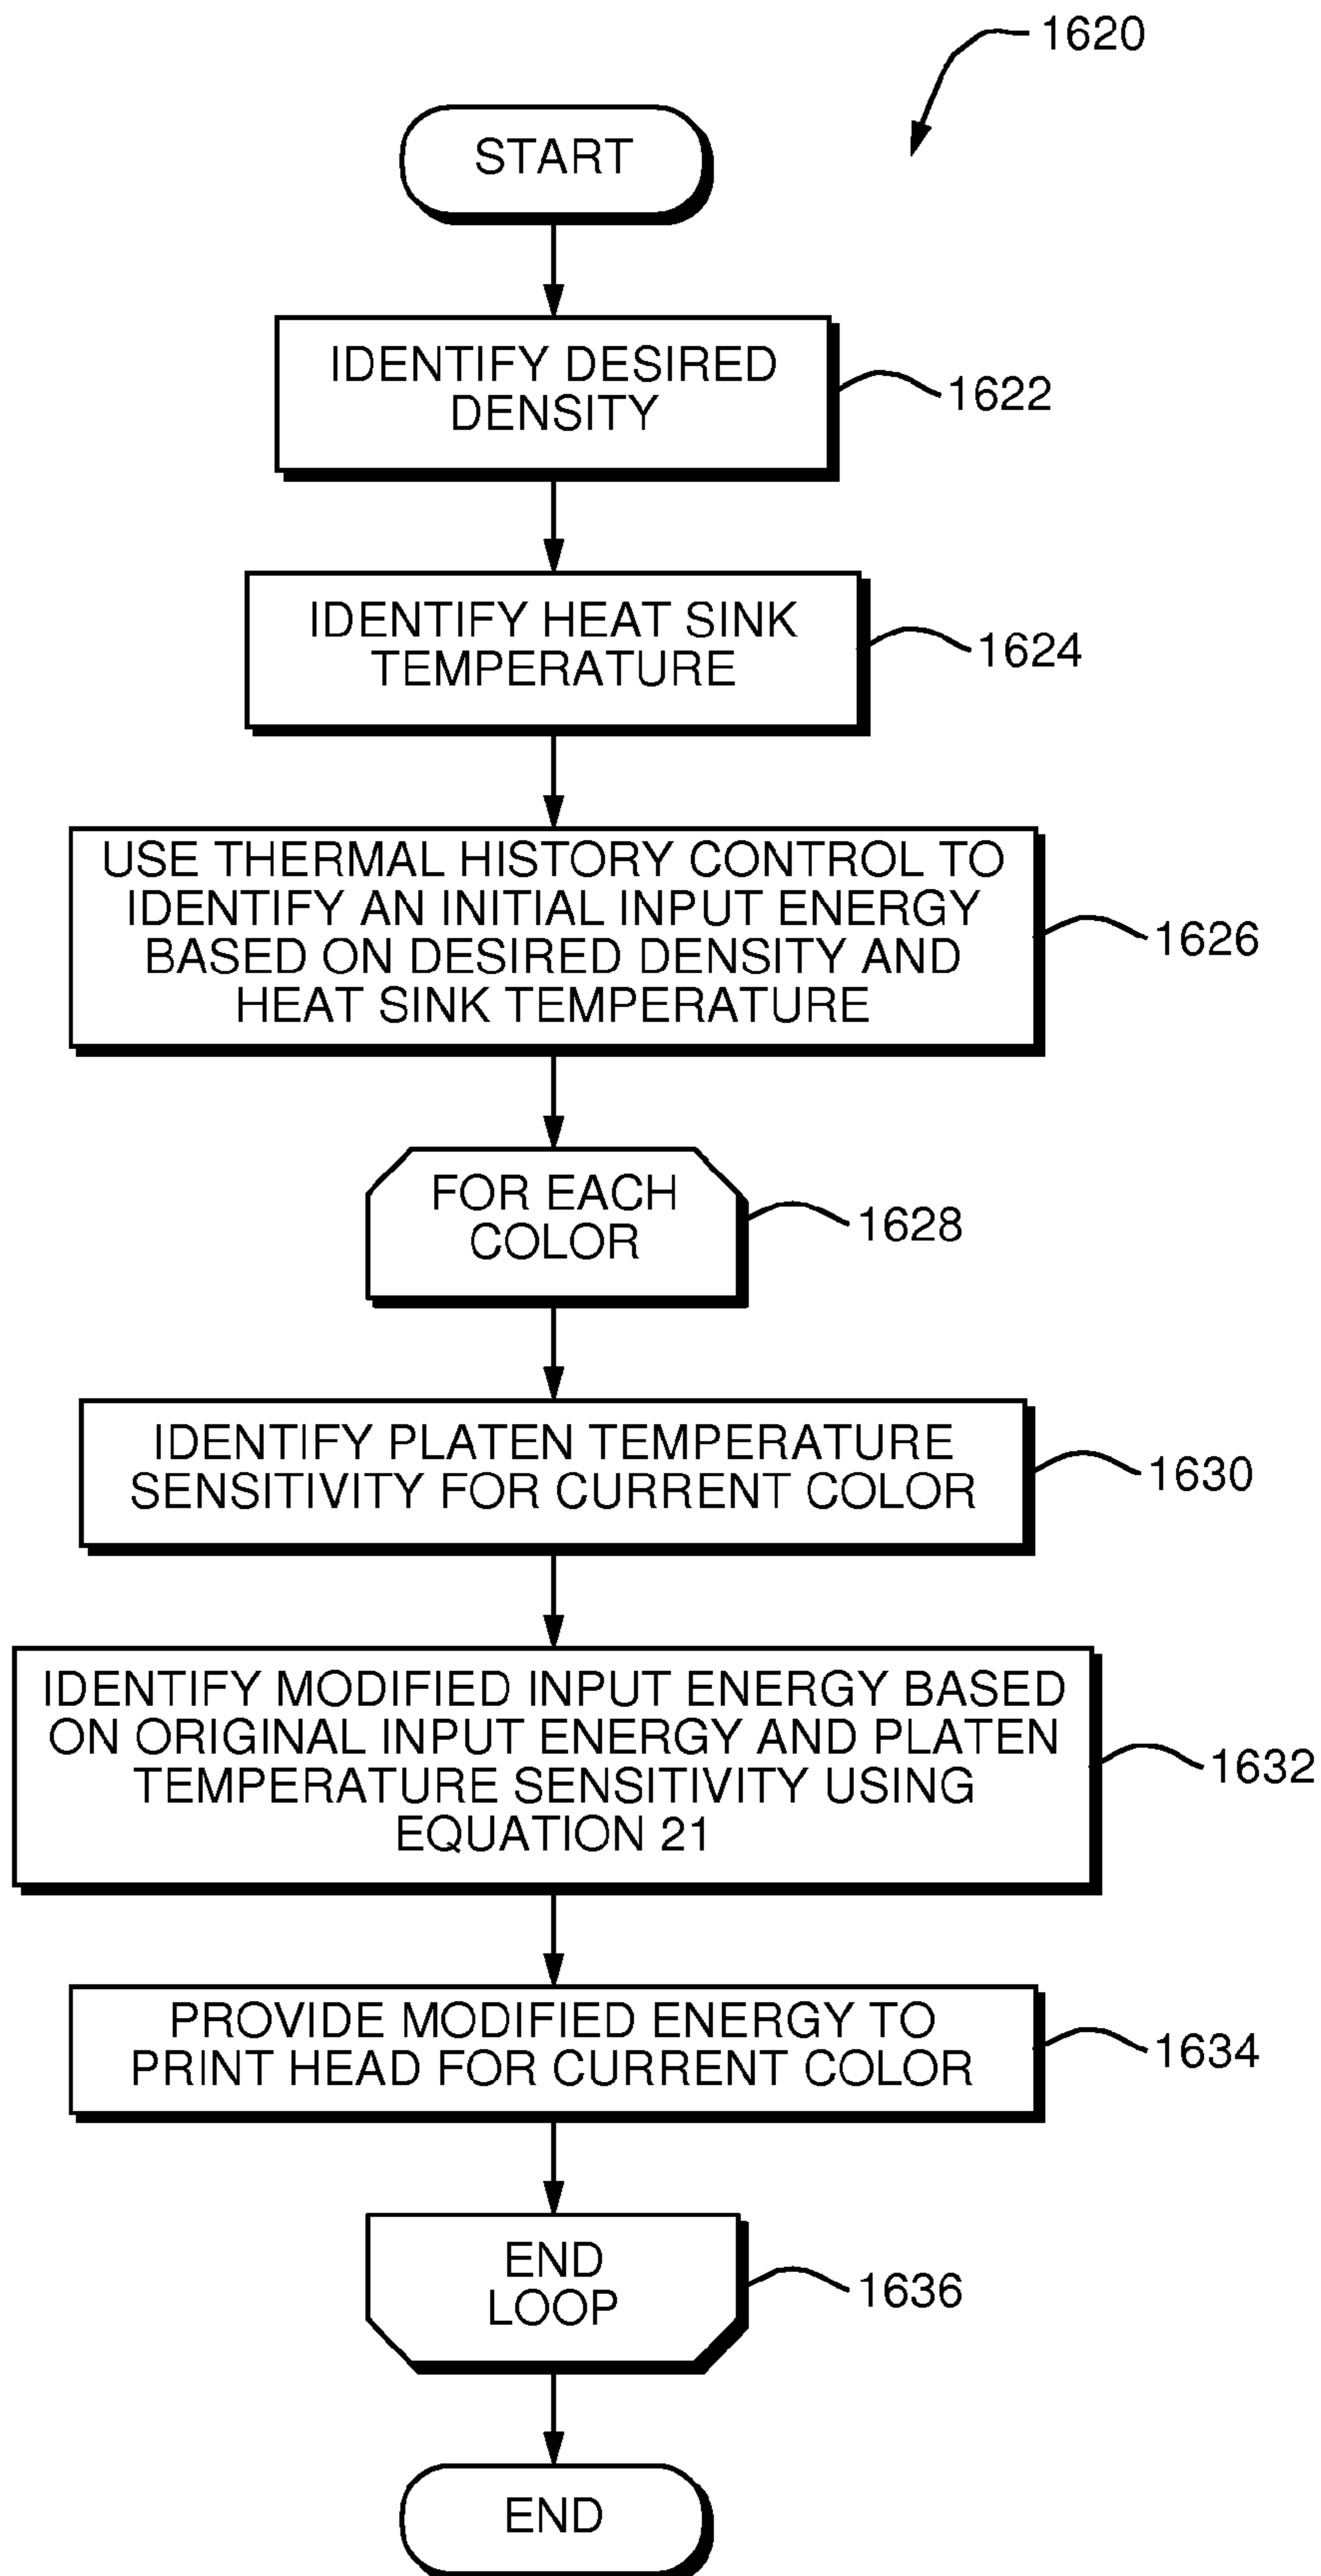 1620
START
IDENTIFY DESIRED
DENSITY
1622
IDENTIFY HEAT SINK
TEMPERATURE
1624
USE THERMAL HISTORY CONTROL TO
IDENTIFY AN INITIAL INPUT ENERGY
BASED ON DESIRED DENSITY AND
HEAT SINK TEMPERATURE
1626
FOR EACH
COLOR
1628
IDENTIFY PLATEN TEMPERATURE
SENSITIVITY FOR CURRENT COLOR
1630
IDENTIFY MODIFIED INPUT ENERGY BASED
ON ORIGINAL INPUT ENERGY AND PLATEN
TEMPERATURE SENSITIVITY USING
EQUATION 21
1632
PROVIDE MODIFIED ENERGY TO
PRINT HEAD FOR CURRENT COLOR
1634
END
LOOP
1636
END